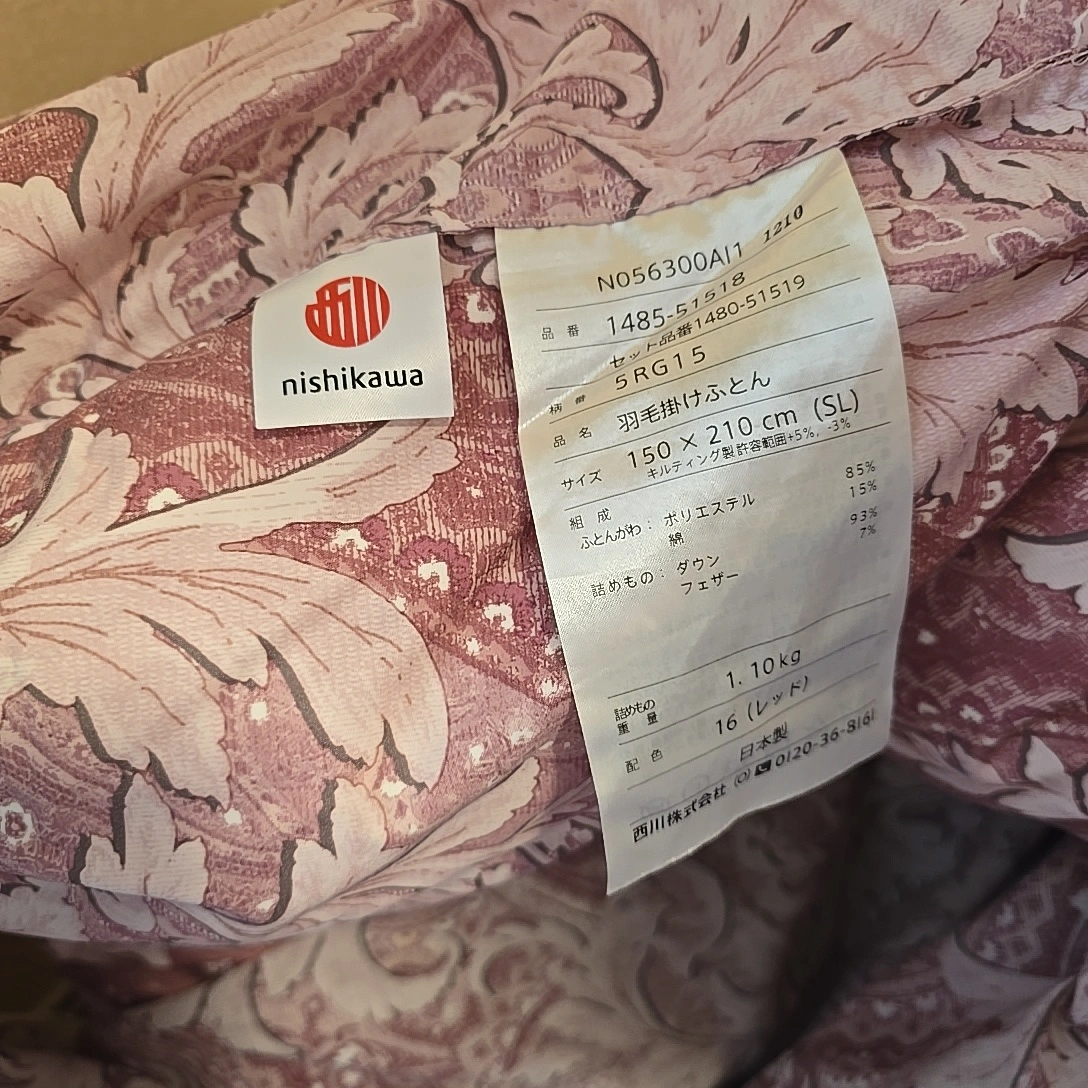 西川
nishikawa
N056300A/1 1210
品番 1485-51518
セット品番1480-51519
柄番 5RG15
品名 羽毛掛けふとん
サイズ 150 × 210 cm (SL)
キルティング製 許容範囲+5%, -3%
組成
ふとんがわ: ポリエステル 85%
綿 15%
詰めもの: ダウン 93%
フェザー 7%
詰めもの重量 1.10kg
配色 16 (レッド)
日本製
西川株式会社 (O) 0120-36-8161